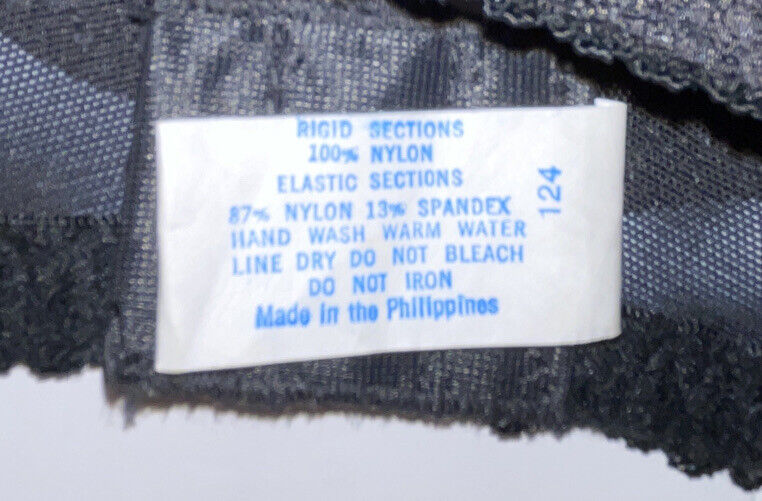 RIGID SECTIONS
100% NYLON
ELASTIC SECTIONS
87% NYLON 13% SPANDEX
HAND WASH WARM WATER
LINE DRY DO NOT BLEACH
DO NOT IRON
Made in the Philippines
124